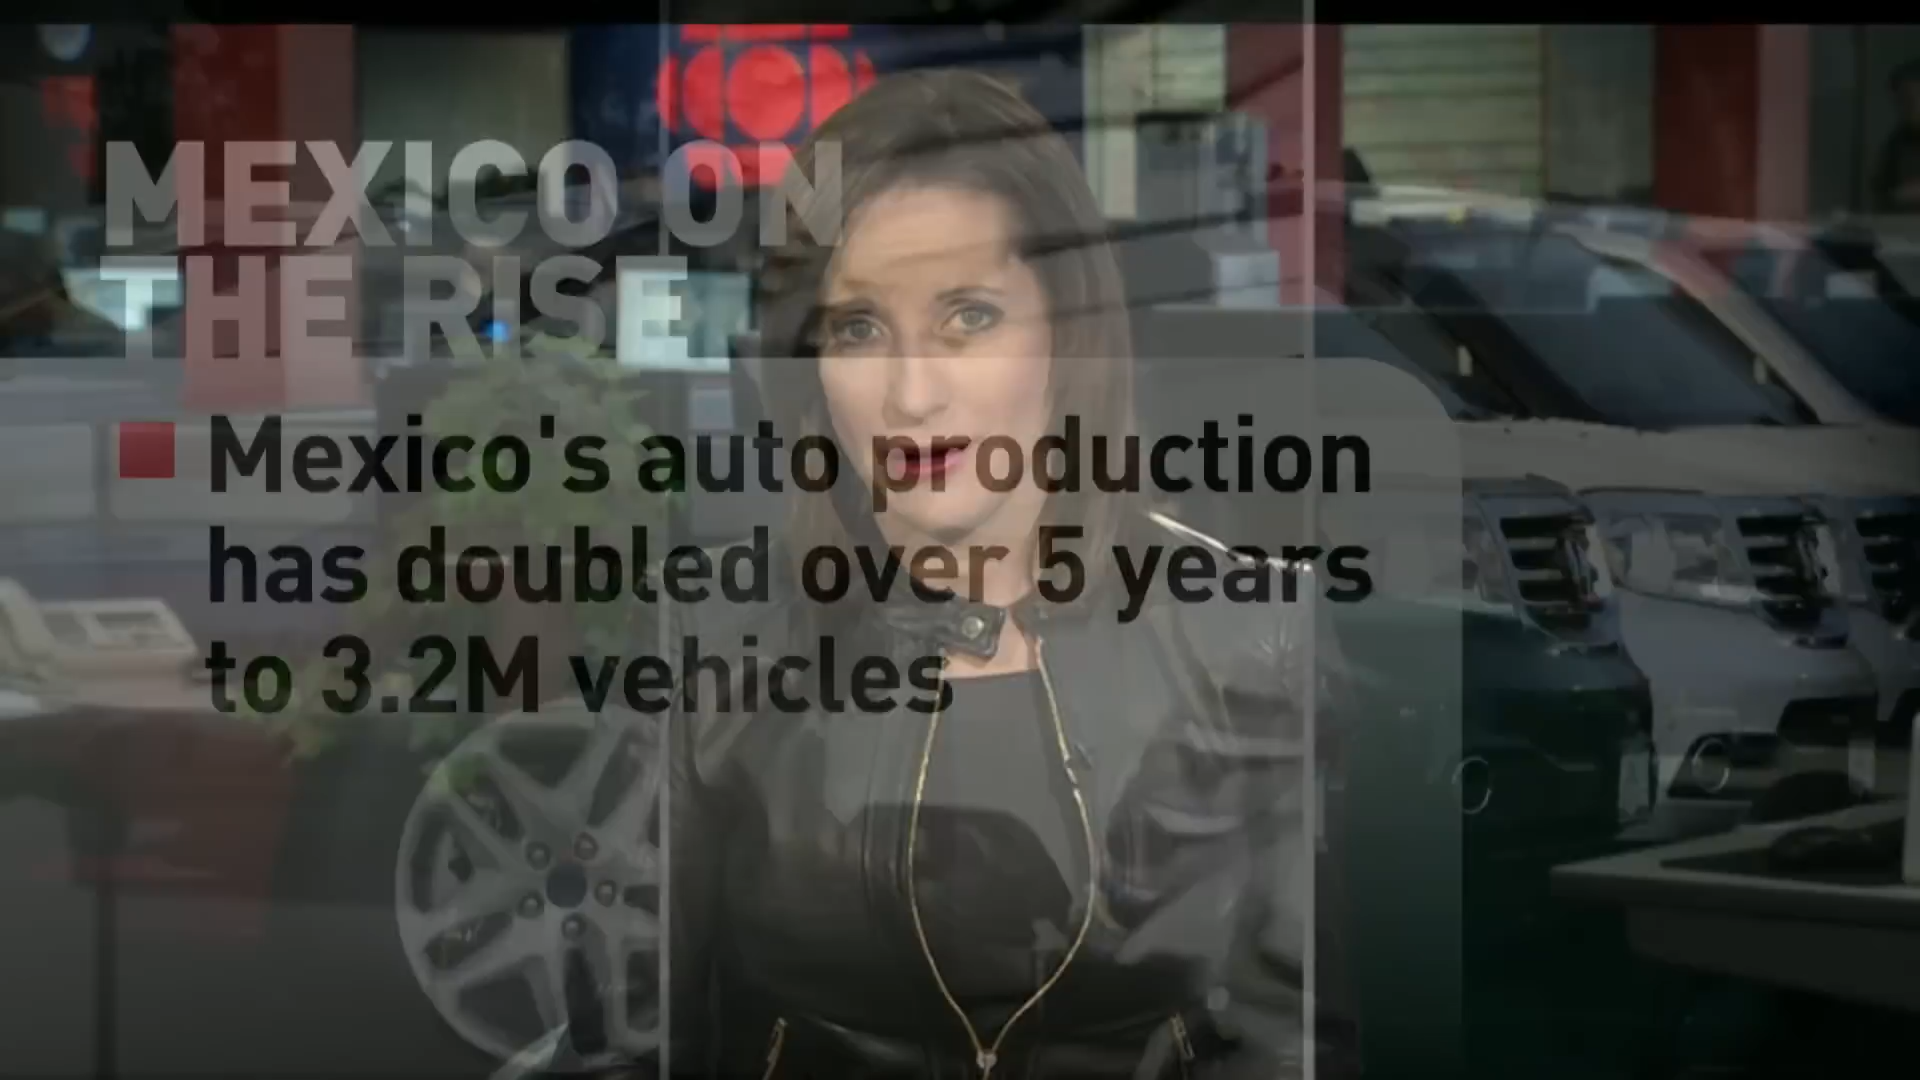 MEXICO ON
THE RISE
Mexico's auto production
has doubled over 5 years
to 3.2M vehicles